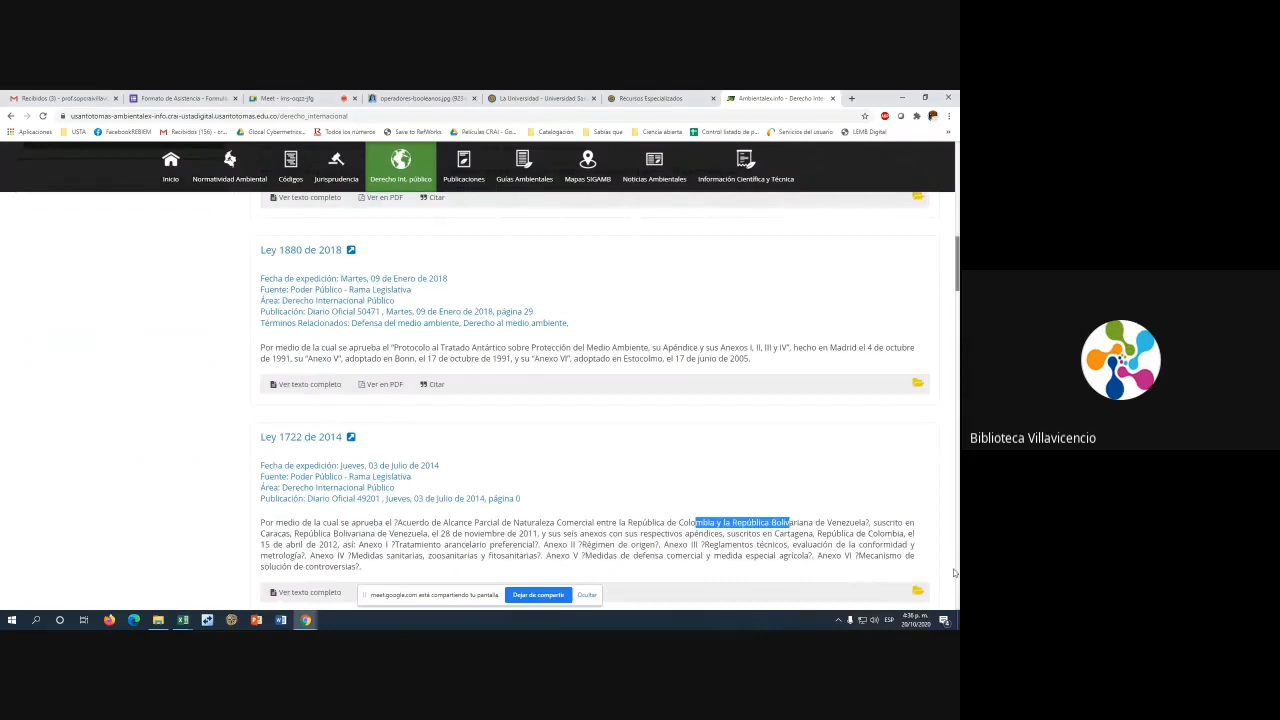 Recibidos (3) - prof.sopcraivillav
Formato de Asistencia - Formula
Meet - ims-oqzz-jfg
operadores-booleanos.jpg (923×
La Universidad - Universidad San
Recursos Especializados
Ambientalex.info - Derecho Inte
usantotomas-ambientalex-info.crai-ustadigital.usantotomas.edu.co/derecho_internacional
Aplicaciones USTA FacebookREBIEM Recibidos (156) - cr... Glocal Cybermetrics... Todos los números Save to RefWorks Películas CRAI - Go... Catalogación Sabías que Ciencia abierta Control listado de p... Servicios del usuario LEMB Digital
Inicio Normatividad Ambiental Códigos Jurisprudencia Derecho Int. público Publicaciones Guías Ambientales Mapas SIGAMB Noticias Ambientales Información Científica y Técnica
Ver texto completo Ver en PDF Citar
Ley 1880 de 2018
Fecha de expedición: Martes, 09 de Enero de 2018
Fuente: Poder Público - Rama Legislativa
Área: Derecho Internacional Público
Publicación: Diario Oficial 50471 , Martes, 09 de Enero de 2018, página 29
Términos Relacionados: Defensa del medio ambiente, Derecho al medio ambiente,
Por medio de la cual se aprueba el "Protocolo al Tratado Antártico sobre Protección del Medio Ambiente, su Apéndice y sus Anexos I, II, III y IV", hecho en Madrid el 4 de octubre
de 1991, su "Anexo V", adoptado en Bonn, el 17 de octubre de 1991, y su "Anexo VI", adoptado en Estocolmo, el 17 de junio de 2005.
Ver texto completo Ver en PDF Citar
Ley 1722 de 2014
Fecha de expedición: Jueves, 03 de Julio de 2014
Fuente: Poder Público - Rama Legislativa
Área: Derecho Internacional Público
Publicación: Diario Oficial 49201 , Jueves, 03 de Julio de 2014, página 0
Por medio de la cual se aprueba el ?Acuerdo de Alcance Parcial de Naturaleza Comercial entre la República de Colombia y la República Bolivariana de Venezuela?, suscrito en
Caracas, República Bolivariana de Venezuela, el 28 de noviembre de 2011, y sus seis anexos con sus respectivos apéndices, suscritos en Cartagena, República de Colombia, el
15 de abril de 2012, así: Anexo I ?Tratamiento arancelario preferencial?. Anexo II ?Régimen de origen?. Anexo III ?Reglamentos técnicos, evaluación de la conformidad y
metrología?. Anexo IV ?Medidas sanitarias, zoosanitarias y fitosanitarias?. Anexo V ?Medidas de defensa comercial y medida especial agrícola?. Anexo VI ?Mecanismo de
solución de controversias?.
Ver texto completo
meet.google.com está compartiendo tu pantalla. Dejar de compartir Ocultar
ESP
4:36 p. m.
20/10/2020
Biblioteca Villavicencio